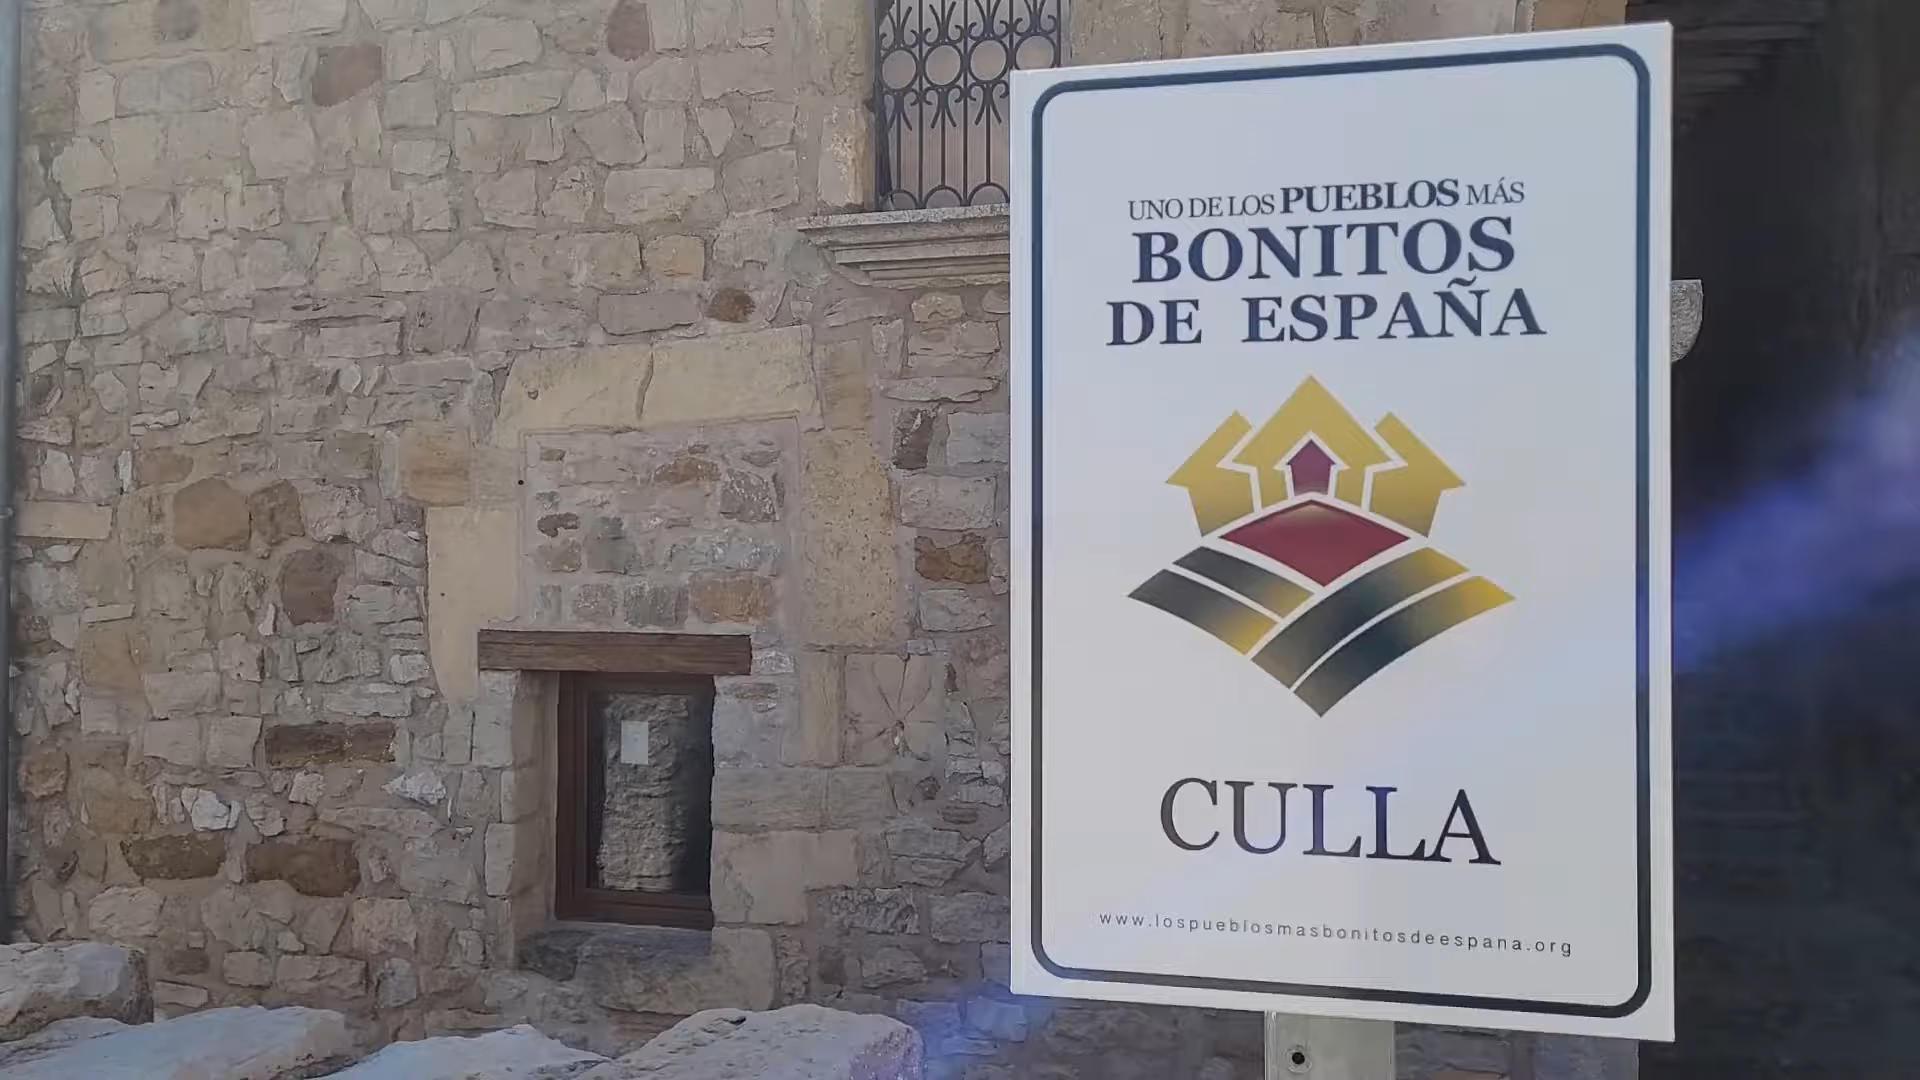 UNO DE LOS PUEBLOS MÁS
BONITOS
DE ESPAÑA
CULLA
www.lospueblosmasbonitosdeespana.org